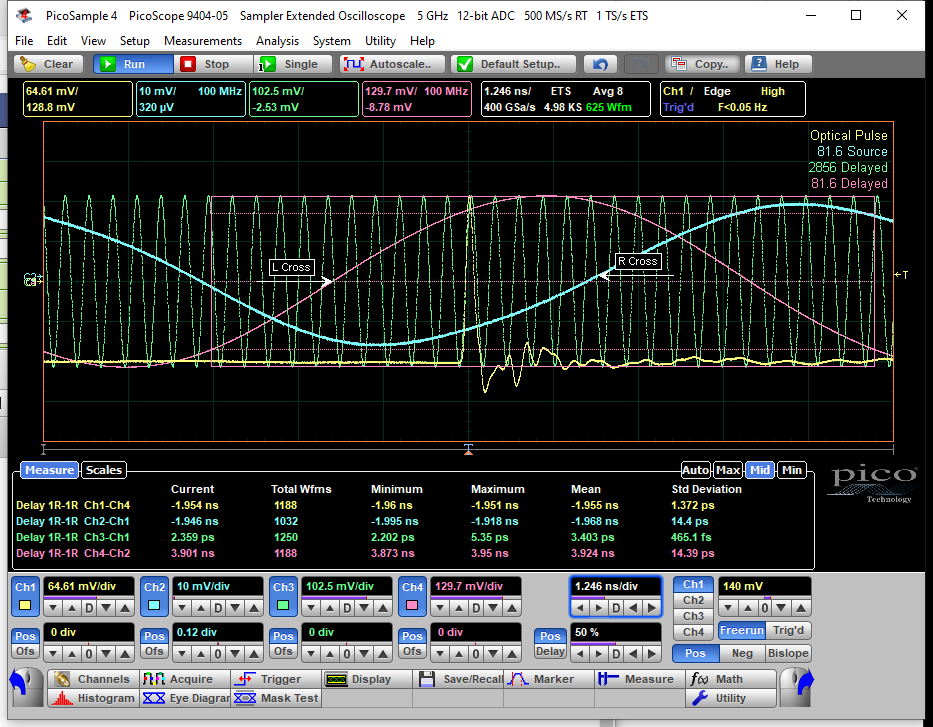 PicoSample 4 PicoScope 9404-05 Sampler Extended Oscilloscope 5 GHz 12-bit ADC 500 MS/s RT 1 TS/s ETS
File Edit View Setup Measurements Analysis System Utility Help
Clear Run Stop Single Autoscale.. Default Setup.. Copy.. Help
64.61 mV/ 10 mV/ 100 MHz 102.5 mV/ 129.7 mV/ 100 MHz 1.246 ns/ ETS Avg 8 Ch1 / Edge High
128.8 mV 320 µV -2.53 mV -8.78 mV 400 GSa/s 4.98 KS 625 Wfm Trig'd F<0.05 Hz
Optical Pulse
81.6 Source
2856 Delayed
81.6 Delayed
L Cross R Cross
T
T
Measure Scales Auto Max Mid Min
pico
Technology
Current Total Wfms Minimum Maximum Mean Std Deviation
Delay 1R-1R Ch1-Ch4 -1.954 ns 1188 -1.96 ns -1.951 ns -1.955 ns 1.372 ps
Delay 1R-1R Ch2-Ch1 -1.946 ns 1032 -1.995 ns -1.918 ns -1.968 ns 14.4 ps
Delay 1R-1R Ch3-Ch1 2.359 ps 1250 2.202 ps 5.35 ps 3.403 ps 465.1 fs
Delay 1R-1R Ch4-Ch2 3.901 ns 1188 3.873 ns 3.95 ns 3.924 ns 14.39 ps
Ch1 64.61 mV/div Ch2 10 mV/div Ch3 102.5 mV/div Ch4 129.7 mV/div 1.246 ns/div Ch1 140 mV
D D D D D Ch2 0
Pos 0 div Pos 0.12 div Pos 0 div Pos 0 div Pos 50 % Ch3 Freerun Trig'd
Ofs 0 Ofs 0 Ofs 0 Ofs 0 Delay D Ch4
Pos Neg Bislope
Channels Acquire Trigger Display Save/Recall Marker Measure f(x) Math
Histogram Eye Diagra Mask Test Utility